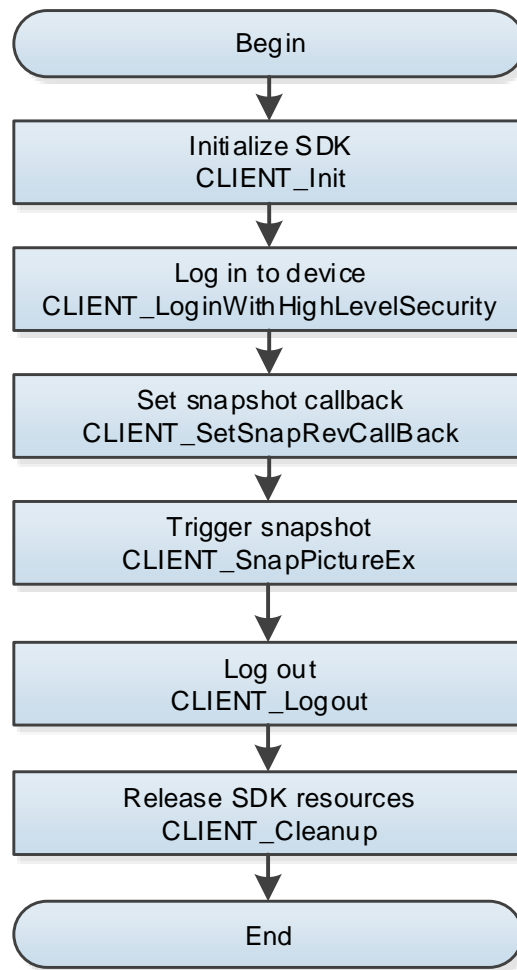 Begin
Initialize SDK
CLIENT_Init
Log in to device
CLIENT_LoginWithHighLevelSecurity
Set snapshot callback
CLIENT_SetSnapRevCallBack
Trigger snapshot
CLIENT_SnapPictureEx
Log out
CLIENT_Logout
Release SDK resources
CLIENT_Cleanup
End